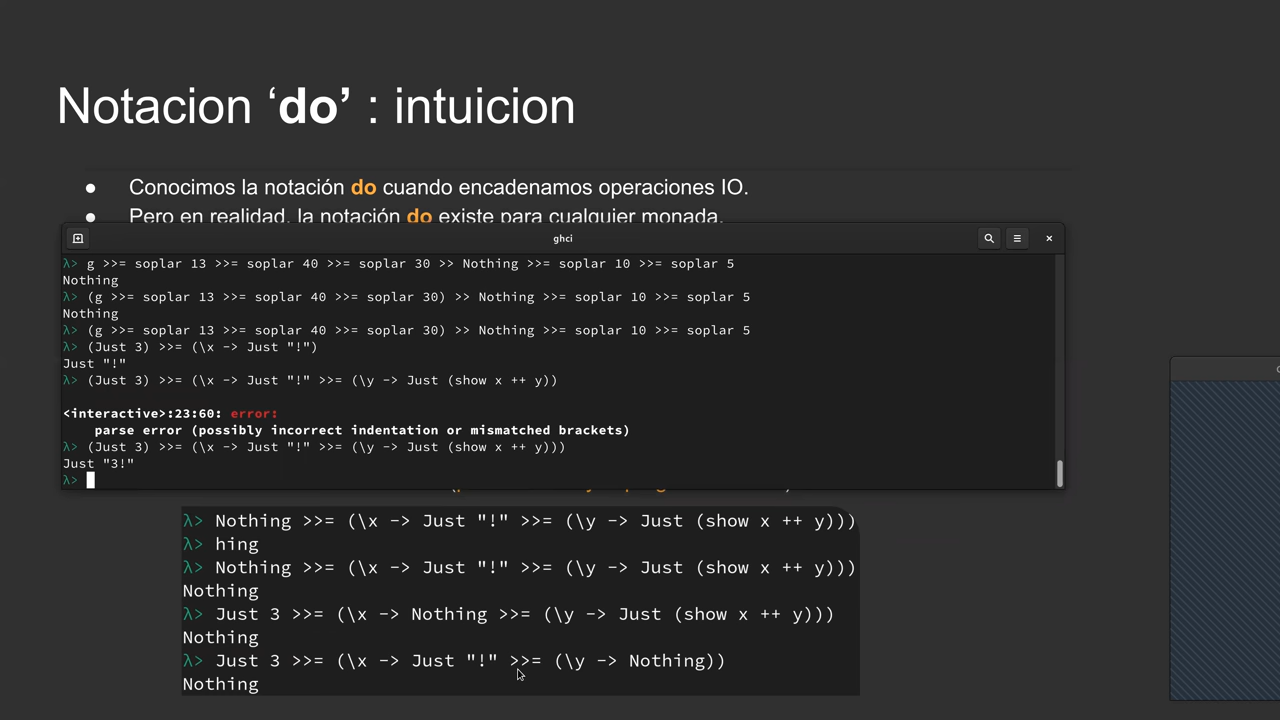 Notacion ‘do’ : intuicion
● Conocimos la notación do cuando encadenamos operaciones IO.
● Pero en realidad, la notación do existe para cualquier monada.
ghci
λ> g >>= soplar 13 >>= soplar 40 >>= soplar 30 >> Nothing >>= soplar 10 >>= soplar 5
Nothing
λ> (g >>= soplar 13 >>= soplar 40 >>= soplar 30) >> Nothing >>= soplar 10 >>= soplar 5
Nothing
λ> (g >>= soplar 13 >>= soplar 40 >>= soplar 30) >> Nothing >>= soplar 10 >>= soplar 5
λ> (Just 3) >>= (\x -> Just "!")
Just "!"
λ> (Just 3) >>= (\x -> Just "!" >>= (\y -> Just (show x ++ y))
<interactive>:23:60: error:
    parse error (possibly incorrect indentation or mismatched brackets)
λ> (Just 3) >>= (\x -> Just "!" >>= (\y -> Just (show x ++ y)))
Just "3!"
λ>
λ> Nothing >>= (\x -> Just "!" >>= (\y -> Just (show x ++ y)))
λ> hing
λ> Nothing >>= (\x -> Just "!" >>= (\y -> Just (show x ++ y)))
Nothing
λ> Just 3 >>= (\x -> Nothing >>= (\y -> Just (show x ++ y)))
Nothing
λ> Just 3 >>= (\x -> Just "!" >>= (\y -> Nothing))
Nothing